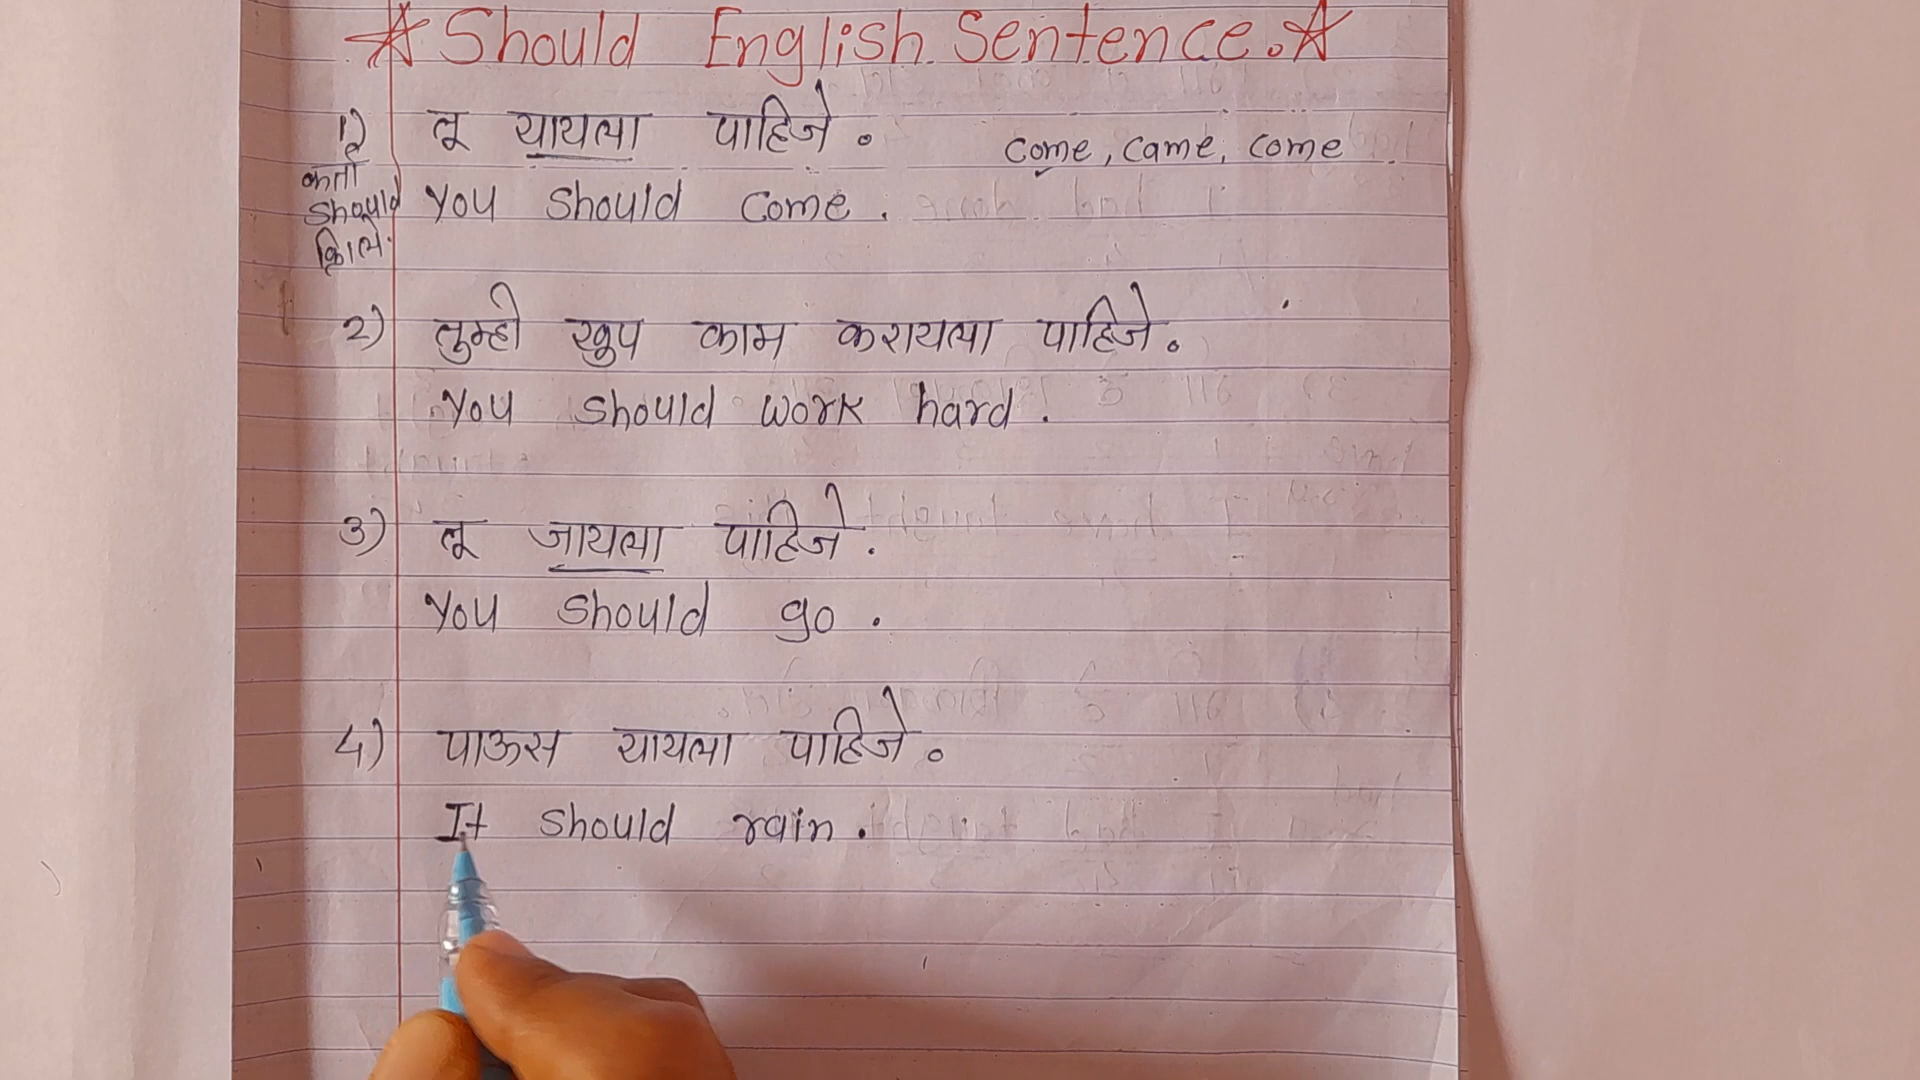 ☆ Should English Sentence. ☆
1) तू यायला पाहिजे.
come, came, come
कर्ता
should
You should come.
2) तुम्ही खुप काम करायला पाहिजे.
You should work hard.
3) तू जायला पाहिजे.
You should go.
4) पाऊस यायला पाहिजे.
It should rain.